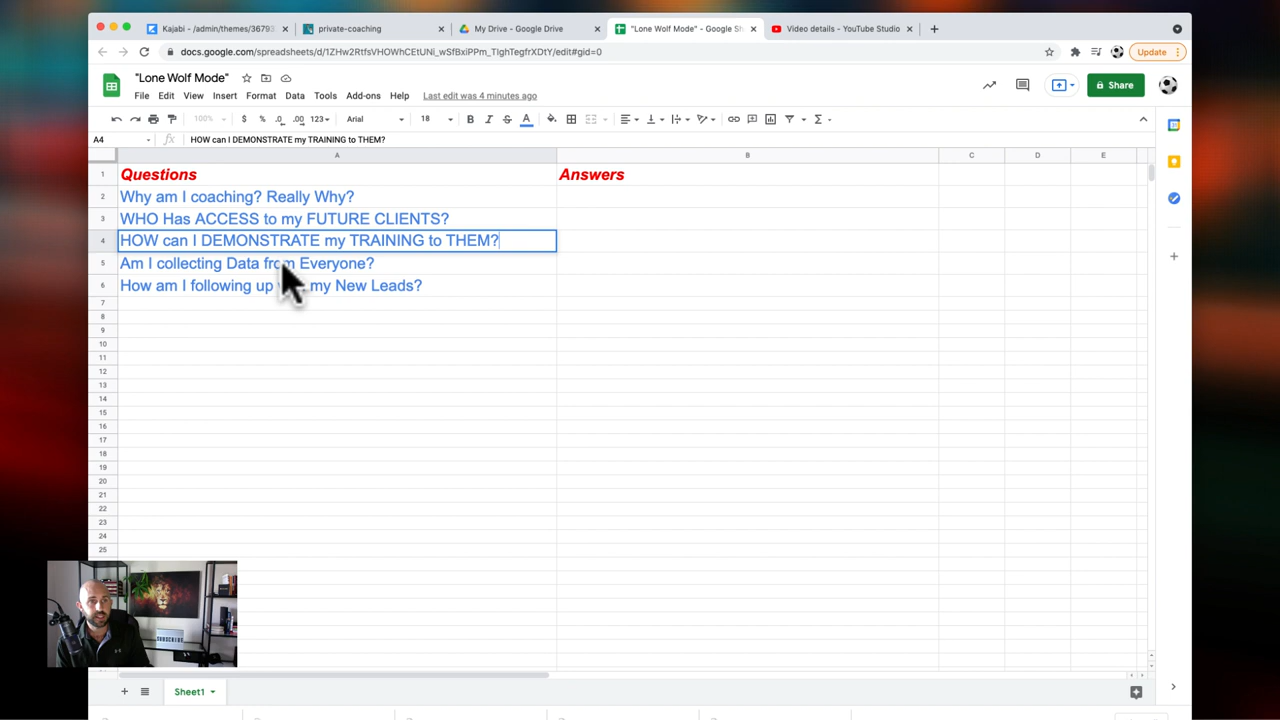 Kajabi - /admin/themes/36793
private-coaching
My Drive - Google Drive
"Lone Wolf Mode" - Google Sh
Video details - YouTube Studio
docs.google.com/spreadsheets/d/1ZHw2RtfsVHOWhCEtUNi_wSfBxiPPm_TIghTegfrXDtY/edit#gid=0
Update
"Lone Wolf Mode"
File Edit View Insert Format Data Tools Add-ons Help Last edit was 4 minutes ago
Share
100% $ % .0 .00 123 Arial 18 B I S A
A4 fx HOW can I DEMONSTRATE my TRAINING to THEM?
A B C D E
1 Questions Answers
2 Why am I coaching? Really Why?
3 WHO Has ACCESS to my FUTURE CLIENTS?
4 HOW can I DEMONSTRATE my TRAINING to THEM?
5 Am I collecting Data from Everyone?
6 How am I following up my New Leads?
7
8
9
10
11
12
13
14
15
16
17
18
19
20
21
22
23
24
25
SUBSCRIBE
Sheet1